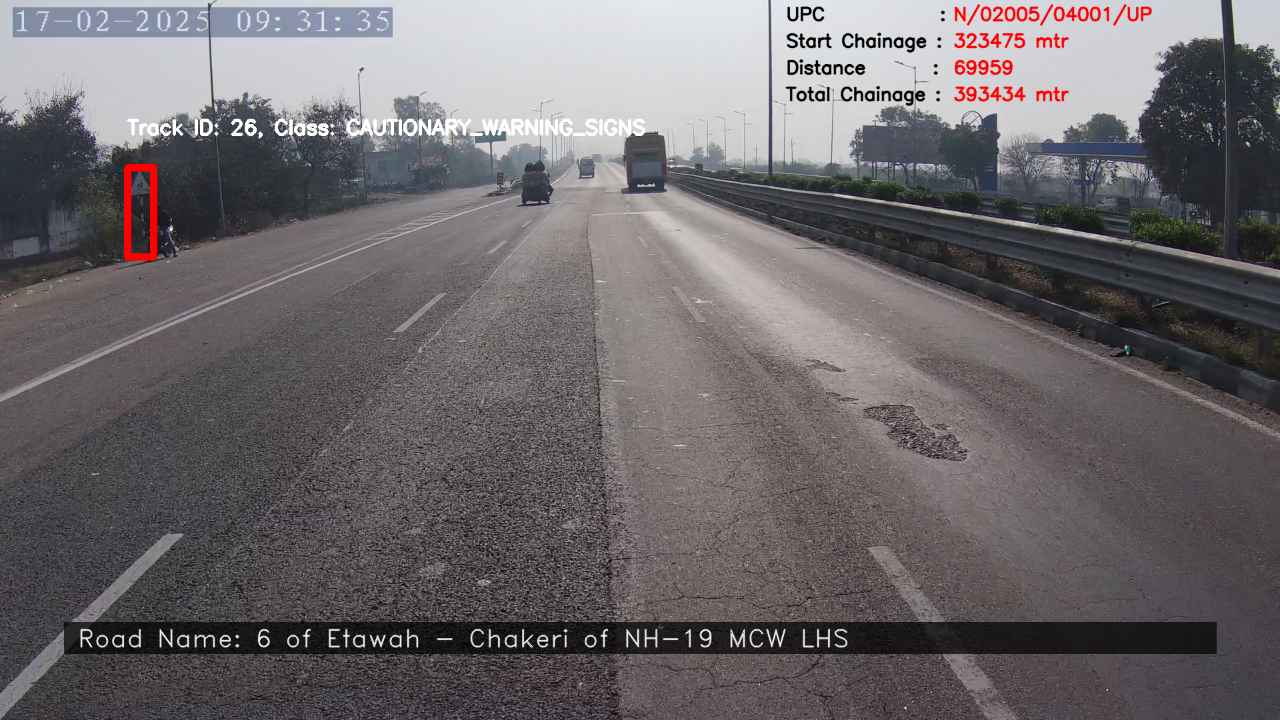 17-02-2025 09:31:35
UPC : N/02005/04001/UP
Start Chainage : 323475 mtr
Distance : 69959
Total Chainage : 393434 mtr
Track ID: 26, Class: CAUTIONARY_WARNING_SIGNS
Road Name: 6 of Etawah - Chakeri of NH-19 MCW LHS